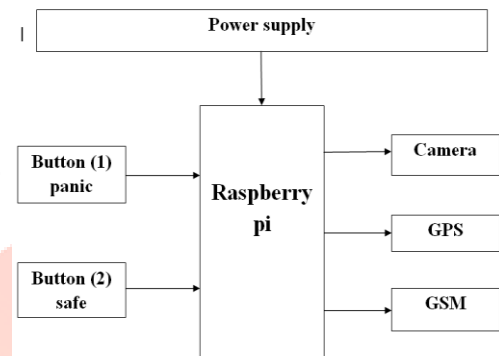 Power supply
Button (1)
panic
Raspberry
pi
Camera
GPS
Button (2)
safe
GSM